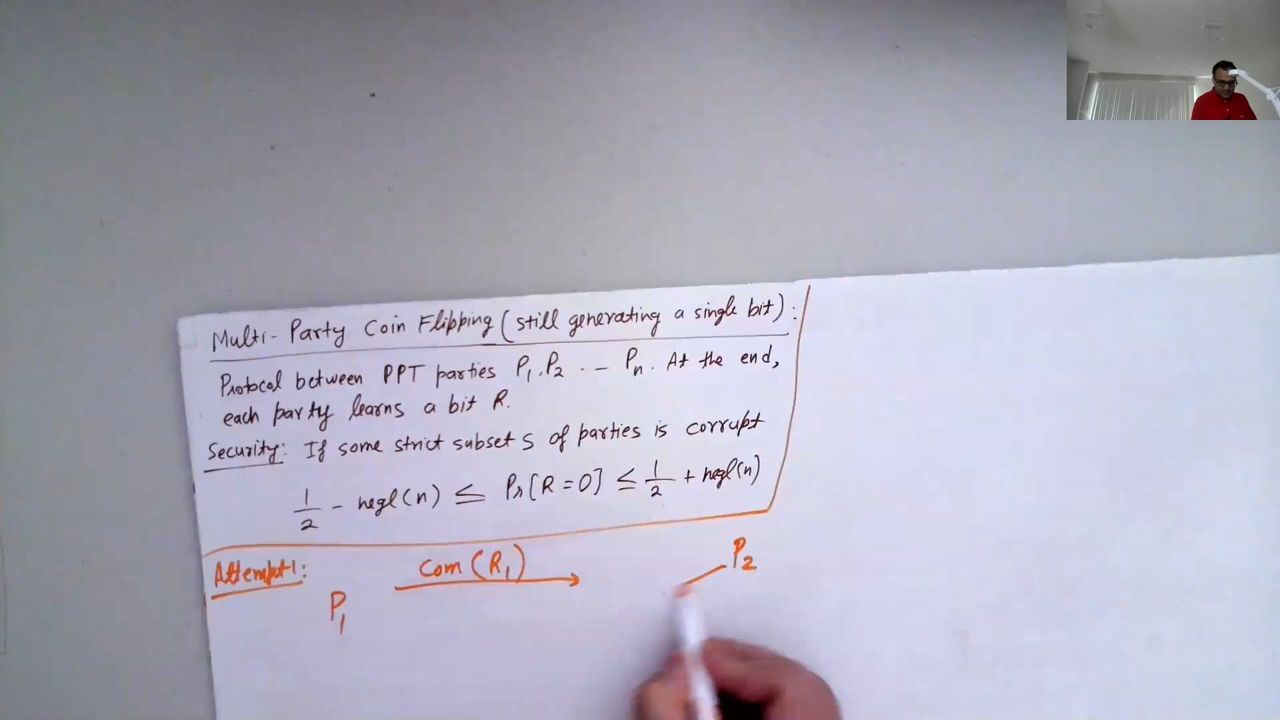 Multi-Party Coin Flipping (still generating a single bit):
Protocol between PPT parties P₁, P₂ . . – Pₙ. At the end,
each party learns a bit R.
Security: If some strict subset S of parties is corrupt
1/2 - negl(n) ≤ Pr[R = 0] ≤ 1/2 + negl(n)
Attempt 1:
Com(R₁)
P₁
P₂